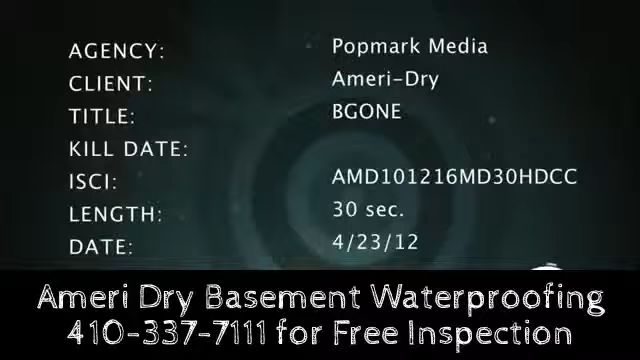 AGENCY: Popmark Media
CLIENT: Ameri-Dry
TITLE: BGONE
KILL DATE:
ISCI: AMD101216MD30HDCC
LENGTH: 30 sec.
DATE: 4/23/12
Ameri Dry Basement Waterproofing
410-337-7111 for Free Inspection